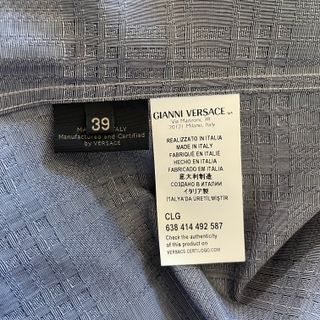 39
MADE IN ITALY
Manufactured and Certified
by VERSACE
GIANNI VERSACE s.r.l.
Via Manzoni, 38
20121 Milano, Italy
REALIZZATO IN ITALIA
MADE IN ITALY
FABRIQUÉ EN ITALIE
HECHO EN ITALIA
FABRICADO EM ITÁLIA
意大利制造
СОЗДАНО В ИТАЛИИ
イタリア製
ITALYA'DA ÜRETİLMİŞTİR
CLG
638 414 492 587
Check the authenticity
of this product on
VERSACE.CERTILOGO.COM